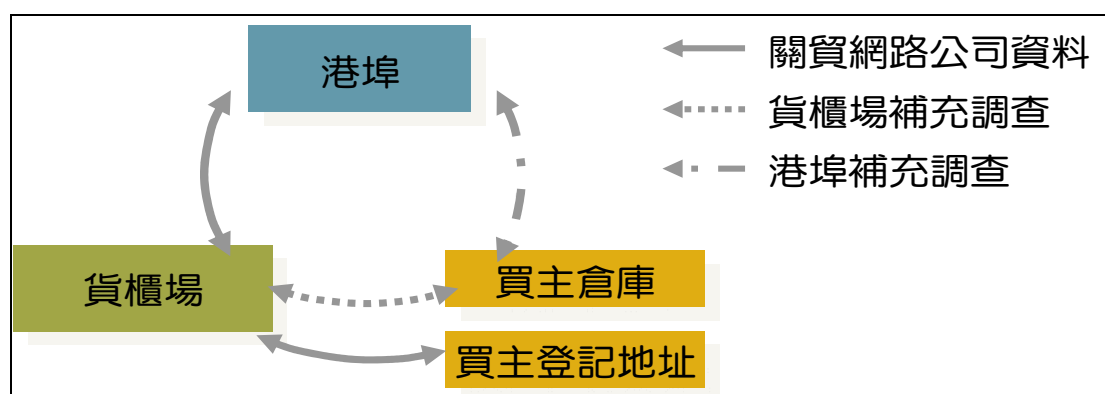 港埠
關貿網路公司資料
貨櫃場補充調查
港埠補充調查
貨櫃場
買主倉庫
買主登記地址